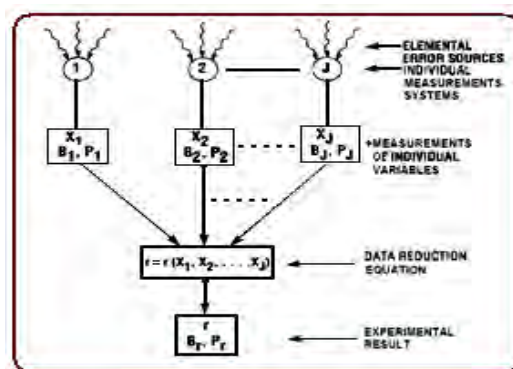 ELEMENTAL
ERROR SOURCES
1
2
J
INDIVIDUAL
MEASUREMENTS
SYSTEMS
X1
B1, P1
X2
B2, P2
XJ
BJ, PJ
+MEASUREMENTS
OF INDIVIDUAL
VARIABLES
r = r (X1, X2, . . . . . XJ)
DATA REDUCTION
EQUATION
r
Br, Pr
EXPERIMENTAL
RESULT